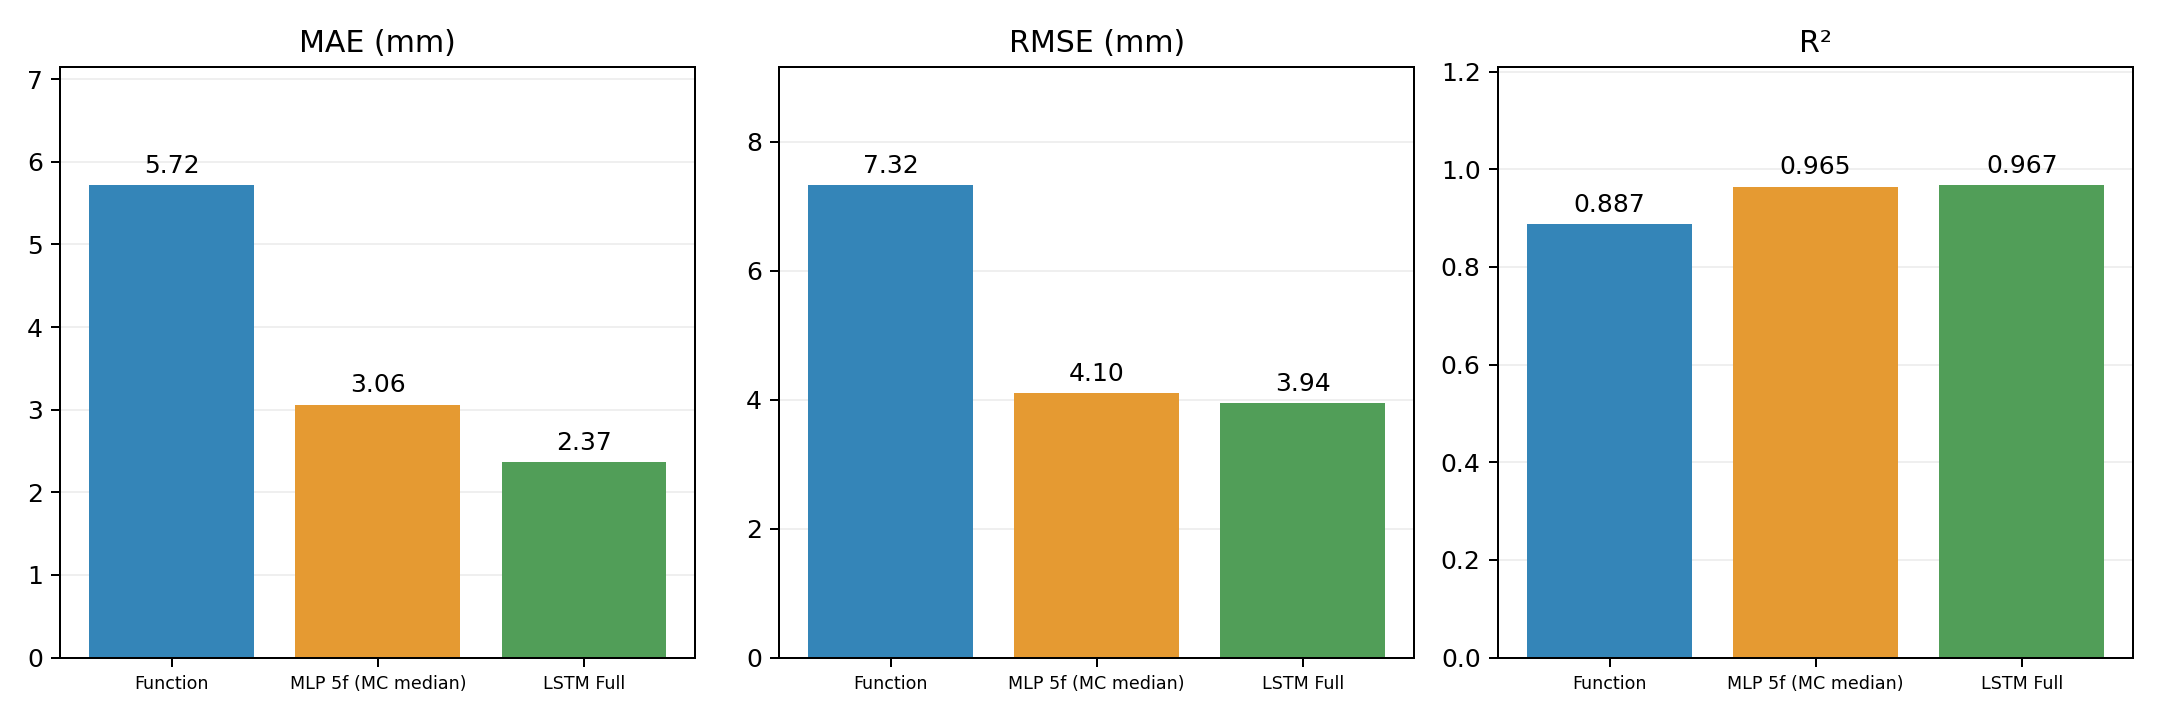 MAE (mm)
7
6
5
4
3
2
1
0
5.72
3.06
2.37
Function
MLP 5f (MC median)
LSTM Full
RMSE (mm)
8
6
4
2
0
7.32
4.10
3.94
Function
MLP 5f (MC median)
LSTM Full
R²
1.2
1.0
0.8
0.6
0.4
0.2
0.0
0.887
0.965
0.967
Function
MLP 5f (MC median)
LSTM Full